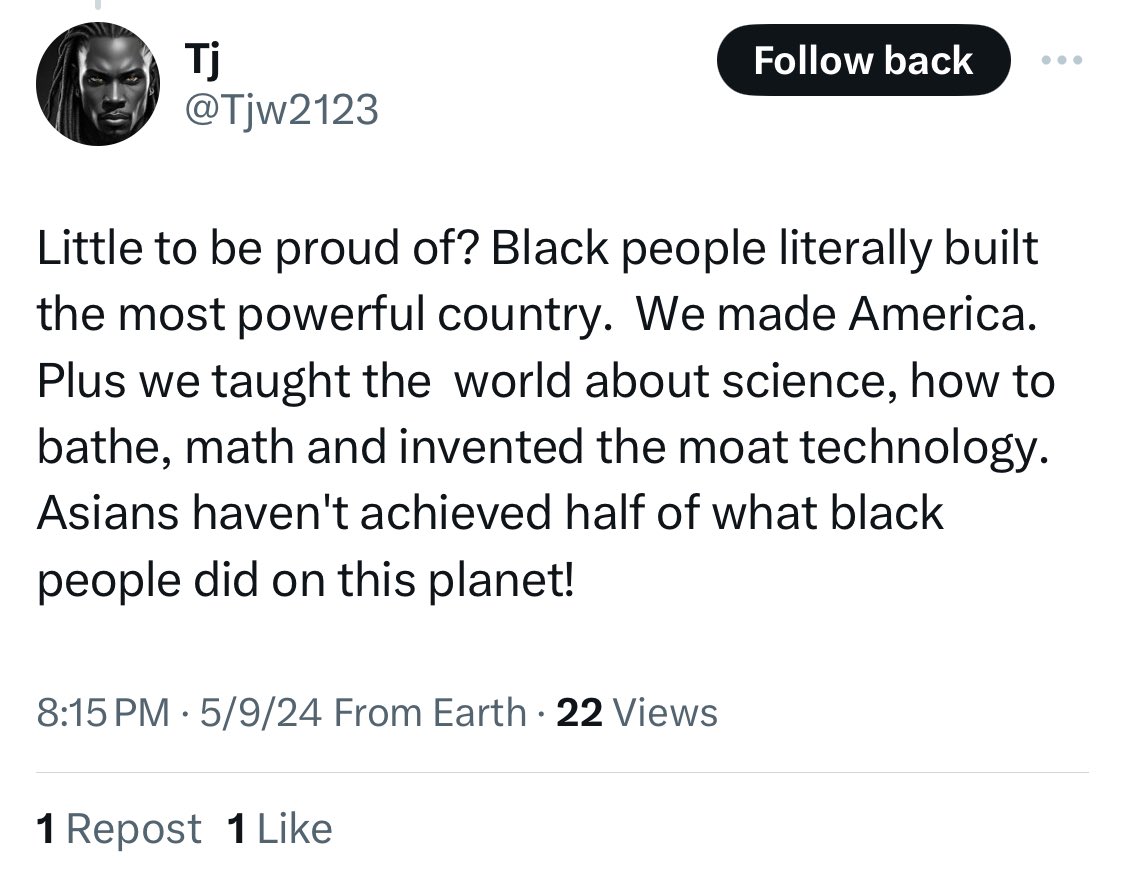 Tj
Follow back
@Tjw2123
Little to be proud of? Black people literally built
the most powerful country.  We made America.
Plus we taught the  world about science, how to
bathe, math and invented the moat technology.
Asians haven't achieved half of what black
people did on this planet!
8:15 PM · 5/9/24 From Earth · 22 Views
1 Repost 1 Like